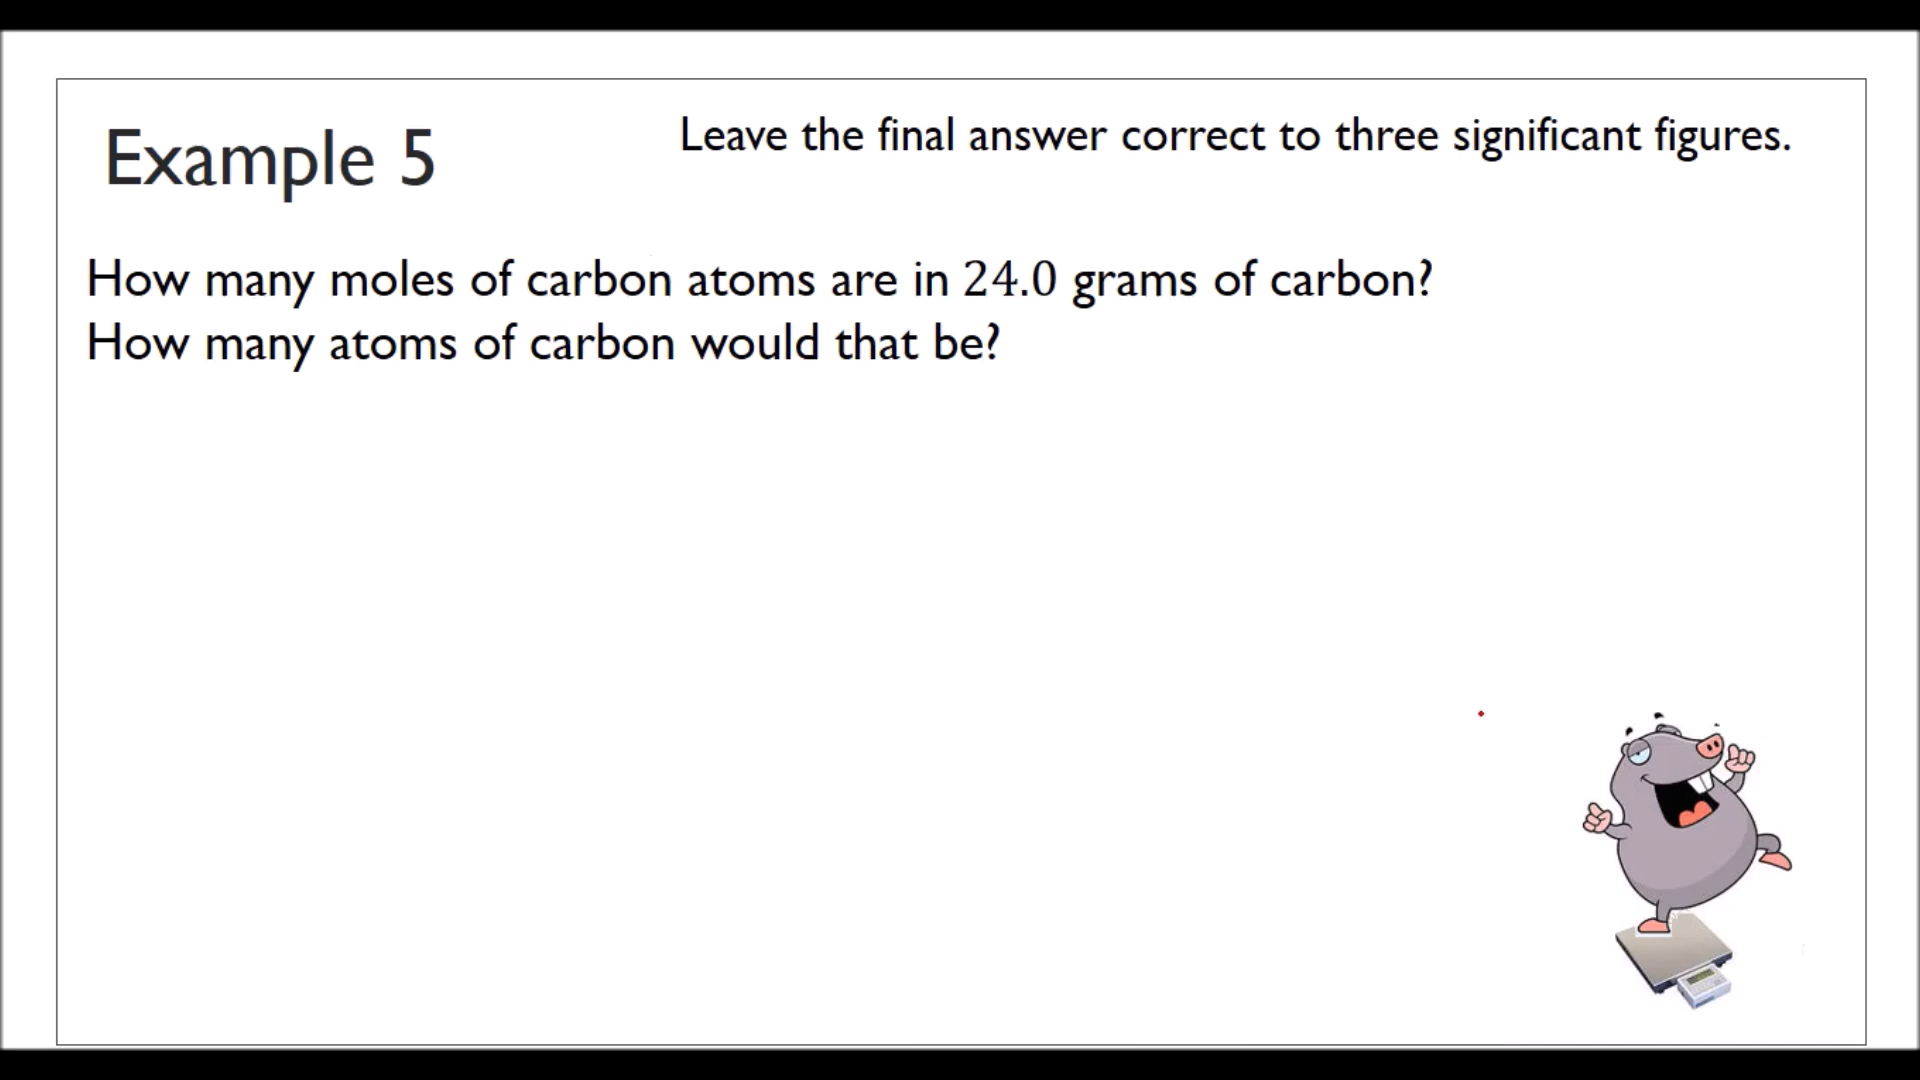 Example 5
Leave the final answer correct to three significant figures.
How many moles of carbon atoms are in 24.0 grams of carbon?
How many atoms of carbon would that be?